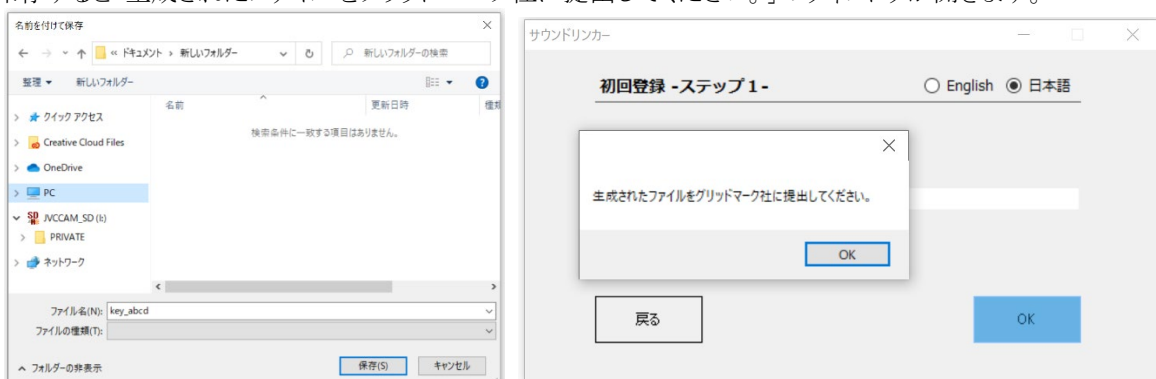 名前を付けて保存
« ドキュメント › 新しいフォルダー
新しいフォルダーの検索
整理
新しいフォルダー
名前
更新日時
種類
検索条件に一致する項目はありません。
クイック アクセス
Creative Cloud Files
OneDrive
PC
JVCCAM_SD (I:)
PRIVATE
ネットワーク
ファイル名(N): key_abcd
ファイルの種類(T):
フォルダーの非表示
保存(S)
キャンセル
サウンドリンカー
初回登録 -ステップ1-
English
日本語
生成されたファイルをグリッドマーク社に提出してください。
OK
戻る
OK